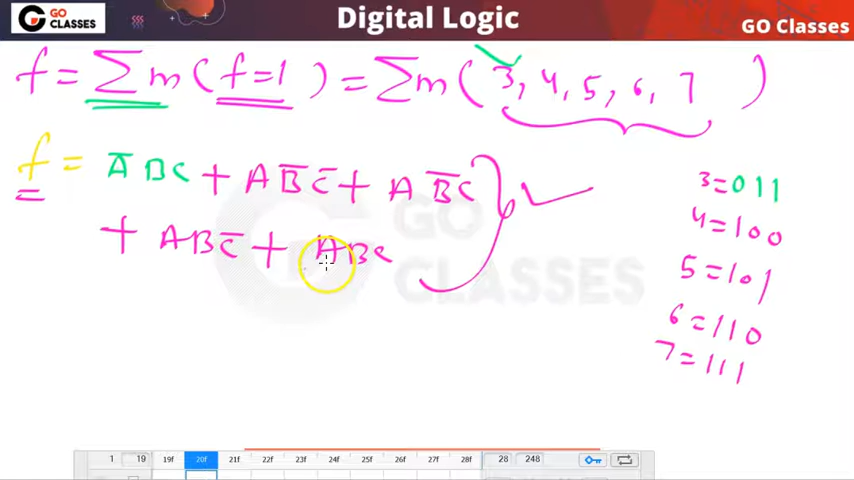 GO
CLASSES
Digital Logic
GO Classes
f = Σm ( f=1 ) = Σm ( 3, 4, 5, 6, 7 )
f = A̅BC + AB̅C̅ + AB̅C
+ ABC̅ + ABC
3=011
4=100
5=101
6=110
7=111
GO
CLASSES
1 19 19f 20f 21f 22f 23f 24f 25f 26f 27f 28f 28 248